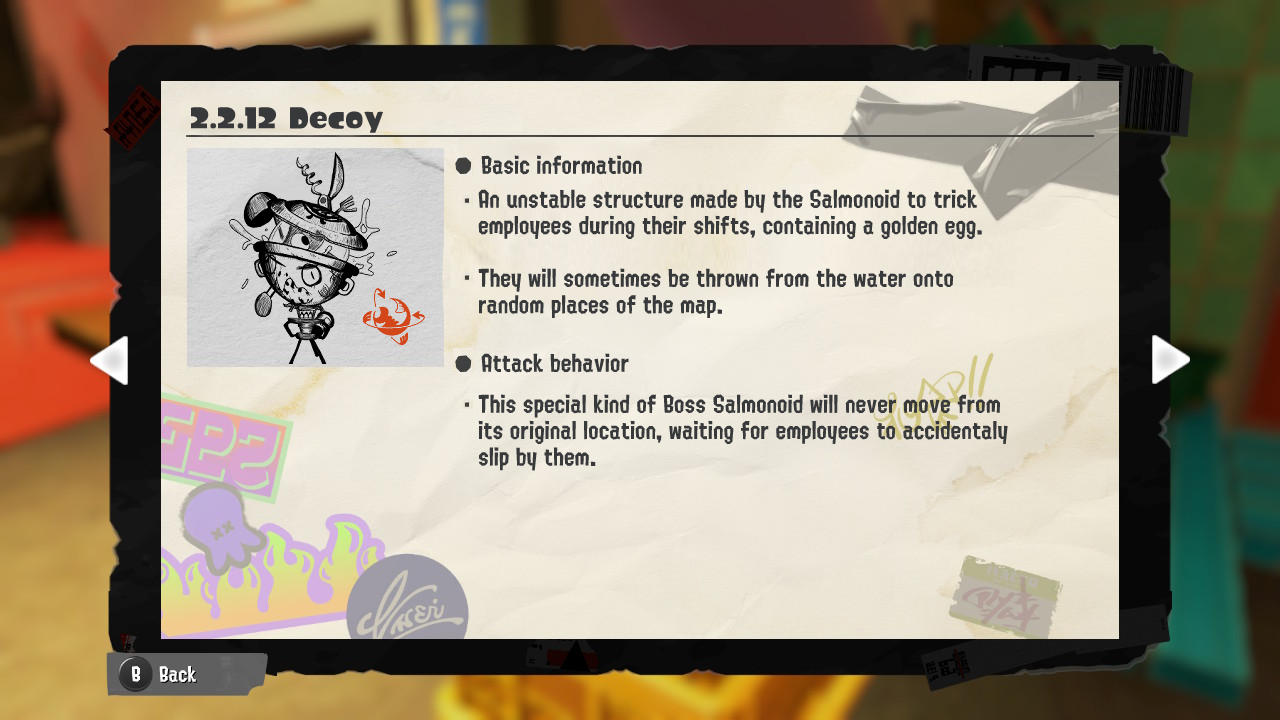 2.2.12 Decoy
● Basic information
· An unstable structure made by the Salmonoid to trick
employees during their shifts, containing a golden egg.
· They will sometimes be thrown from the water onto
random places of the map.
● Attack behavior
· This special kind of Boss Salmonoid will never move from
its original location, waiting for employees to accidentaly
slip by them.
B Back